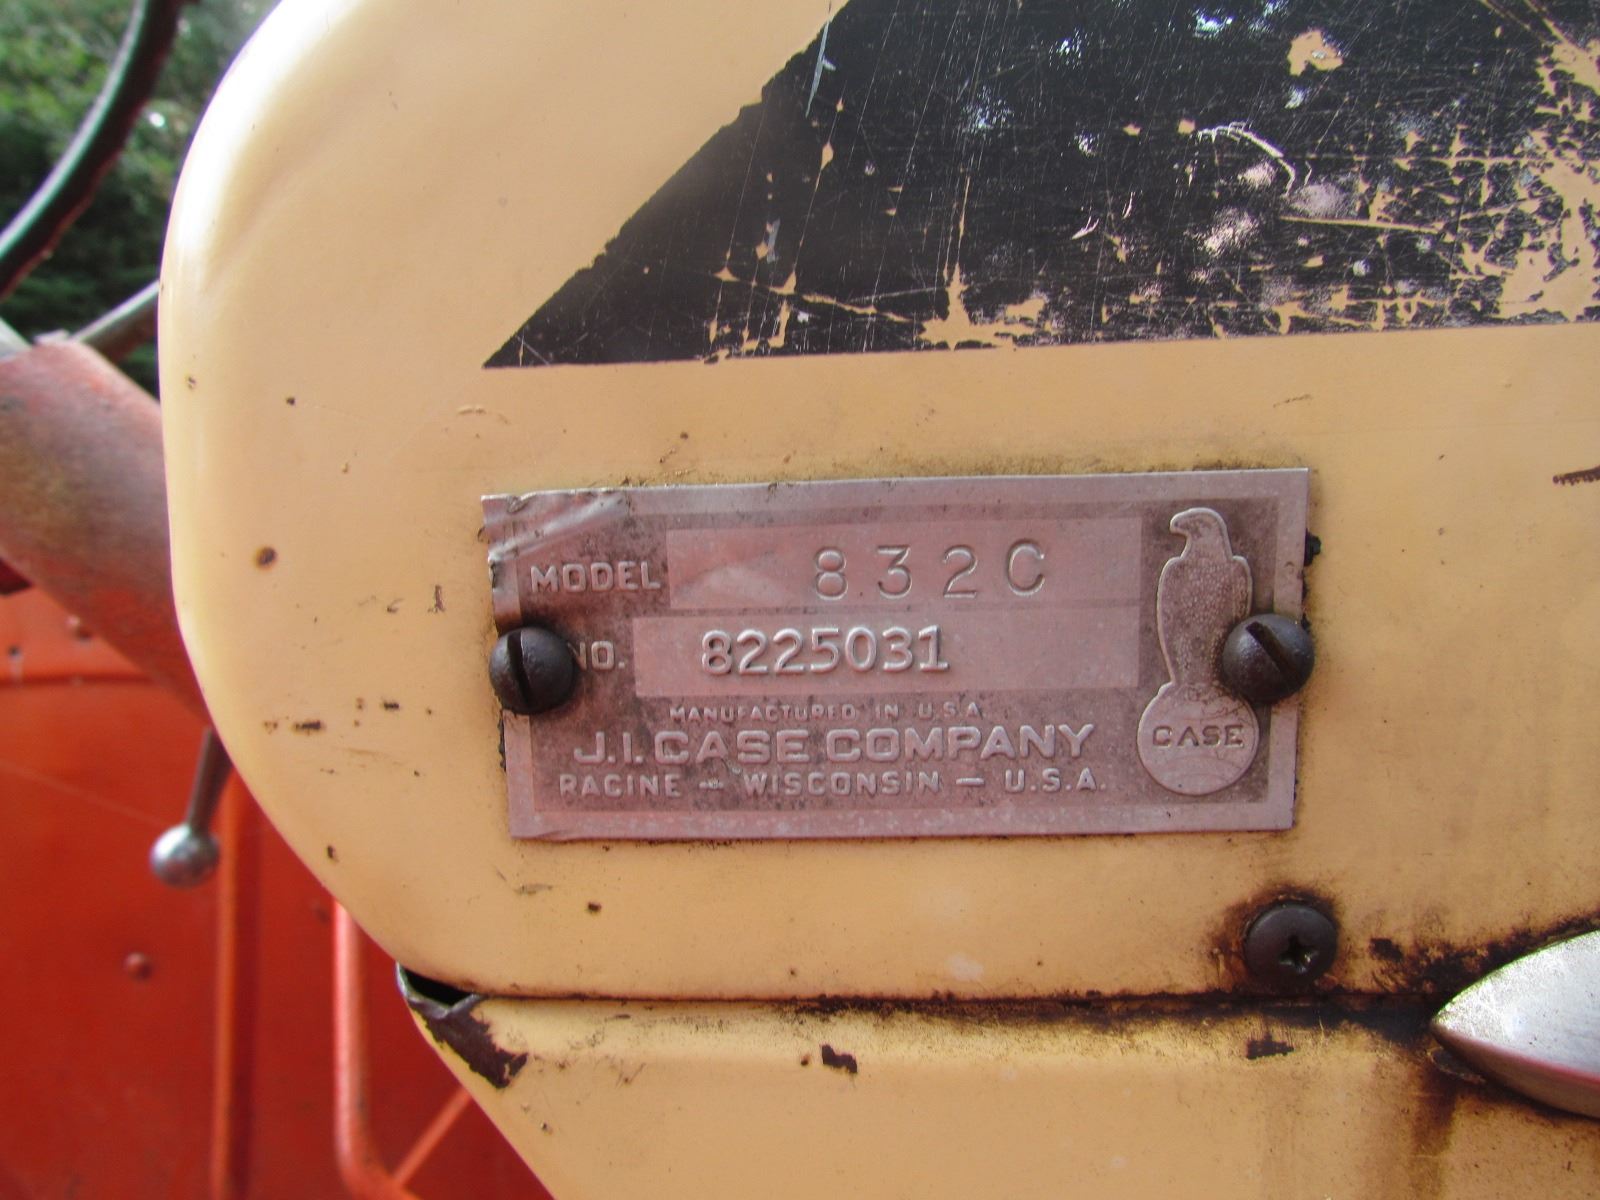 MODEL 832C
NO. 8225031
MANUFACTURED IN U.S.A
J.I. CASE COMPANY
RACINE — WISCONSIN — U.S.A.
CASE